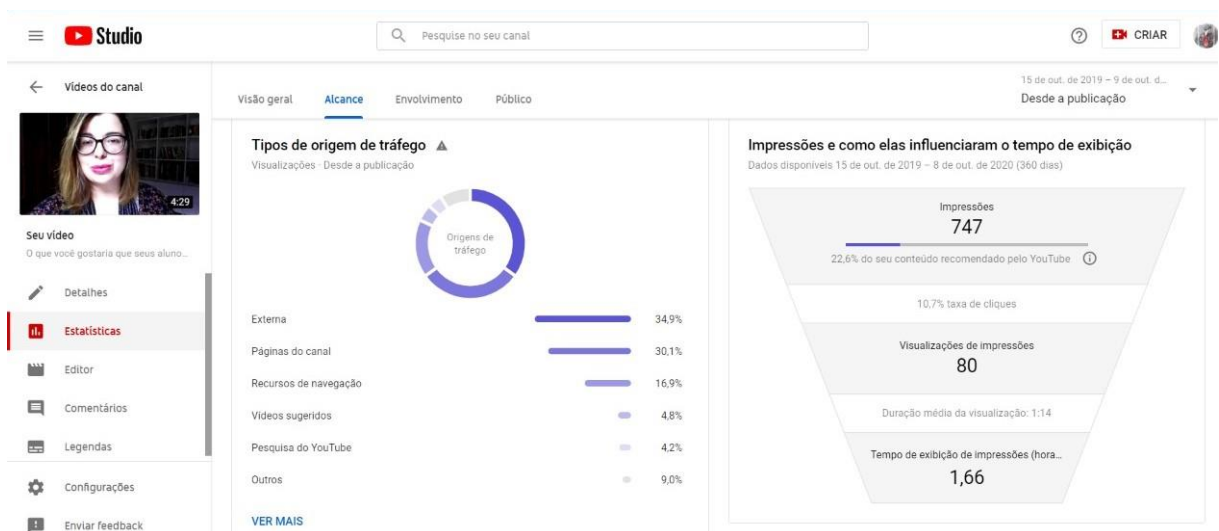 Studio
Pesquise no seu canal
CRIAR
Vídeos do canal
4:29
Seu vídeo
O que você gostaria que seus aluno...
Detalhes
Estatísticas
Editor
Comentários
Legendas
Configurações
Enviar feedback
Visão geral
Alcance
Envolvimento
Público
15 de out. de 2019 – 9 de out. d...
Desde a publicação
Tipos de origem de tráfego
Visualizações · Desde a publicação
Origens de
tráfego
Externa 34,9%
Páginas do canal 30,1%
Recursos de navegação 16,9%
Vídeos sugeridos 4,8%
Pesquisa do YouTube 4,2%
Outros 9,0%
VER MAIS
Impressões e como elas influenciaram o tempo de exibição
Dados disponíveis 15 de out. de 2019 – 8 de out. de 2020 (360 dias)
Impressões
747
22,6% do seu conteúdo recomendado pelo YouTube
10,7% taxa de cliques
Visualizações de impressões
80
Duração média da visualização: 1:14
Tempo de exibição de impressões (hora...
1,66